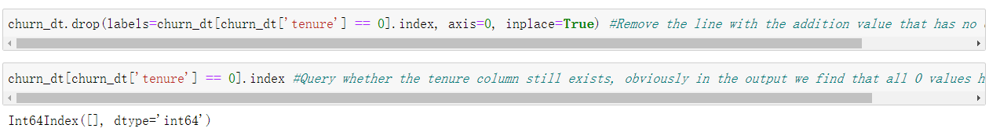 churn_dt.drop(labels=churn_dt[churn_dt['tenure'] == 0].index, axis=0, inplace=True) #Remove the line with the addition value that has no
churn_dt[churn_dt['tenure'] == 0].index #Query whether the tenure column still exists, obviously in the output we find that all 0 values h
Int64Index([], dtype='int64')